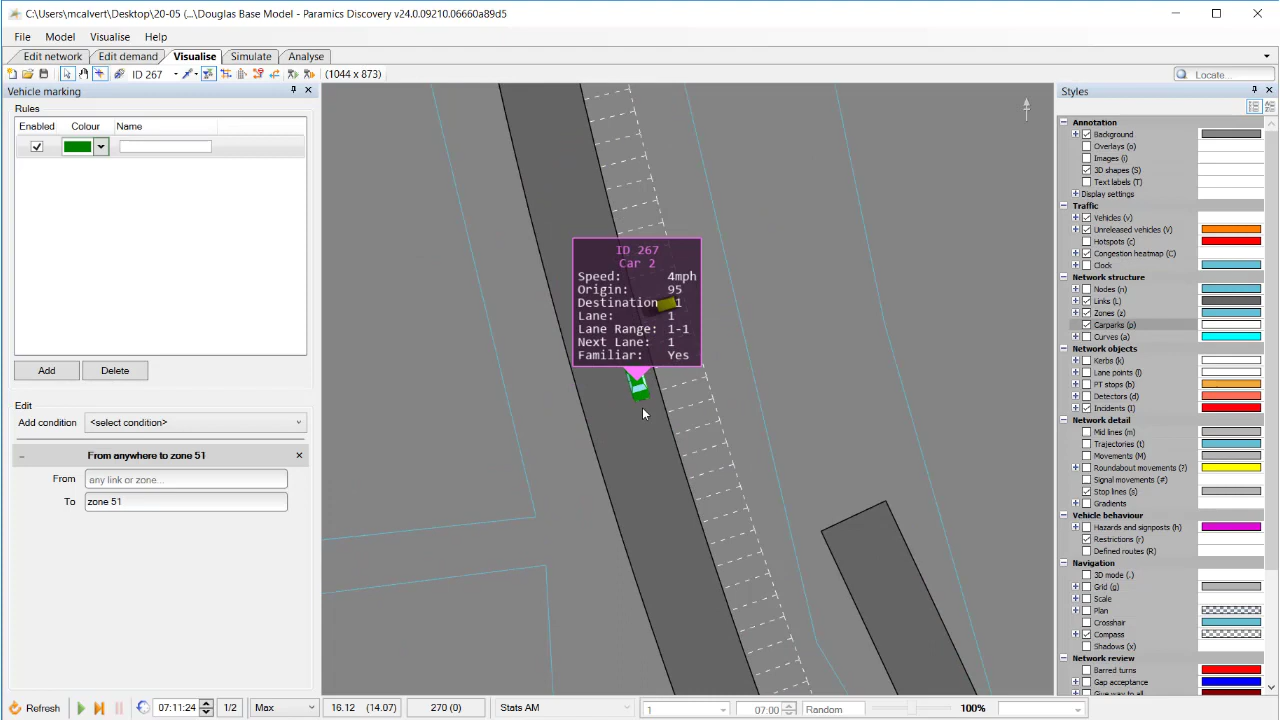 C:\Users\mcalvert\Desktop\20-05 (...\Douglas Base Model - Paramics Discovery v24.0.09210.06660a89d5
File Model Visualise Help
Edit network Edit demand Visualise Simulate Analyse
ID 267 (1044 x 873) Locate...
Vehicle marking
Rules
Enabled Colour Name
Add Delete
Edit
Add condition <select condition>
From anywhere to zone 51
From any link or zone...
To zone 51
ID 267
Car 2
Speed: 4mph
Origin: 95
Destination 1
Lane: 1
Lane Range: 1-1
Next Lane: 1
Familiar: Yes
Styles
Annotation
Background
Overlays (o)
Images (i)
3D shapes (S)
Text labels (T)
Display settings
Traffic
Vehicles (v)
Unreleased vehicles (V)
Hotspots (c)
Congestion heatmap (C)
Clock
Network structure
Nodes (n)
Links (L)
Zones (z)
Carparks (p)
Curves (a)
Network objects
Kerbs (k)
Lane points (l)
PT stops (b)
Detectors (d)
Incidents (I)
Network detail
Mid lines (m)
Trajectories (t)
Movements (M)
Roundabout movements (?)
Signal movements (#)
Stop lines (s)
Gradients
Vehicle behaviour
Hazards and signposts (h)
Restrictions (r)
Defined routes (R)
Navigation
3D mode (.)
Grid (g)
Scale
Plan
Crosshair
Compass
Shadows (x)
Network review
Barred turns
Gap acceptance
Give way to all
Refresh 07:11:24 1/2 Max 16.12 (14:17) 270 (0) Stats AM 1 07:00 Random 100%